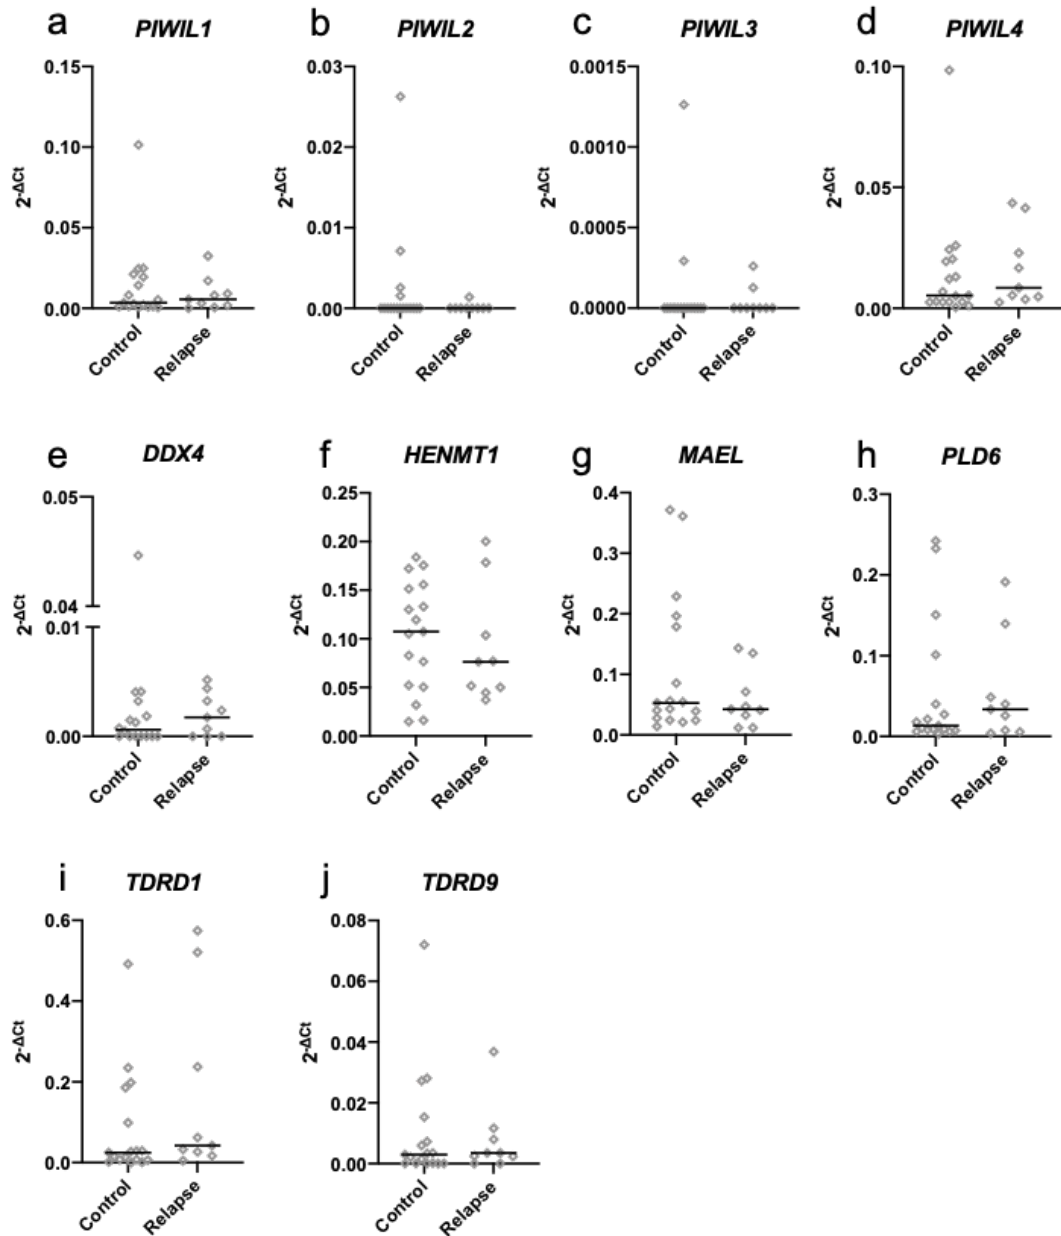 a PIWIL1
0.15
0.10
0.05
0.00
2-ΔCt
Control
Relapse
b PIWIL2
0.03
0.02
0.01
0.00
2-ΔCt
Control
Relapse
c PIWIL3
0.0015
0.0010
0.0005
0.0000
2-ΔCt
Control
Relapse
d PIWIL4
0.10
0.05
0.00
2-ΔCt
Control
Relapse
e DDX4
0.05
0.04
0.01
0.00
2-ΔCt
Control
Relapse
f HENMT1
0.25
0.20
0.15
0.10
0.05
0.00
2-ΔCt
Control
Relapse
g MAEL
0.4
0.3
0.2
0.1
0.0
2-ΔCt
Control
Relapse
h PLD6
0.3
0.2
0.1
0.0
2-ΔCt
Control
Relapse
i TDRD1
0.6
0.4
0.2
0.0
2-ΔCt
Control
Relapse
j TDRD9
0.08
0.06
0.04
0.02
0.00
2-ΔCt
Control
Relapse